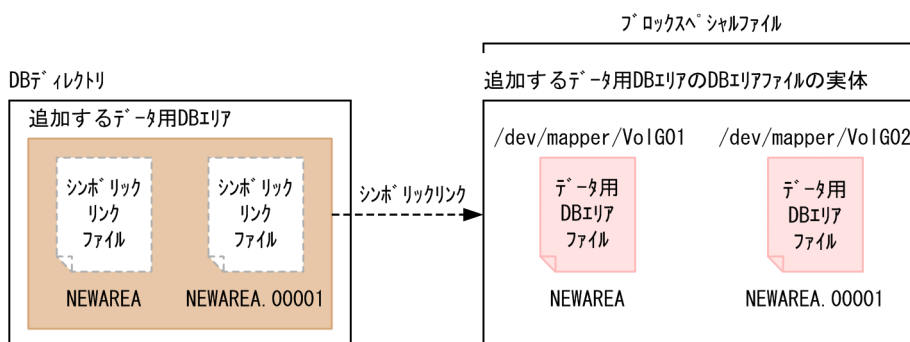 ブロックスペシャルファイル
DBディレクトリ
追加するデータ用DBエリアのDBエリアファイルの実体
追加するデータ用DBエリア
/dev/mapper/VolG01
/dev/mapper/VolG02
シンボリック
リンク
ファイル
シンボリック
リンク
ファイル
シンボリックリンク
データ用
DBエリア
ファイル
データ用
DBエリア
ファイル
NEWAREA
NEWAREA.00001
NEWAREA
NEWAREA.00001